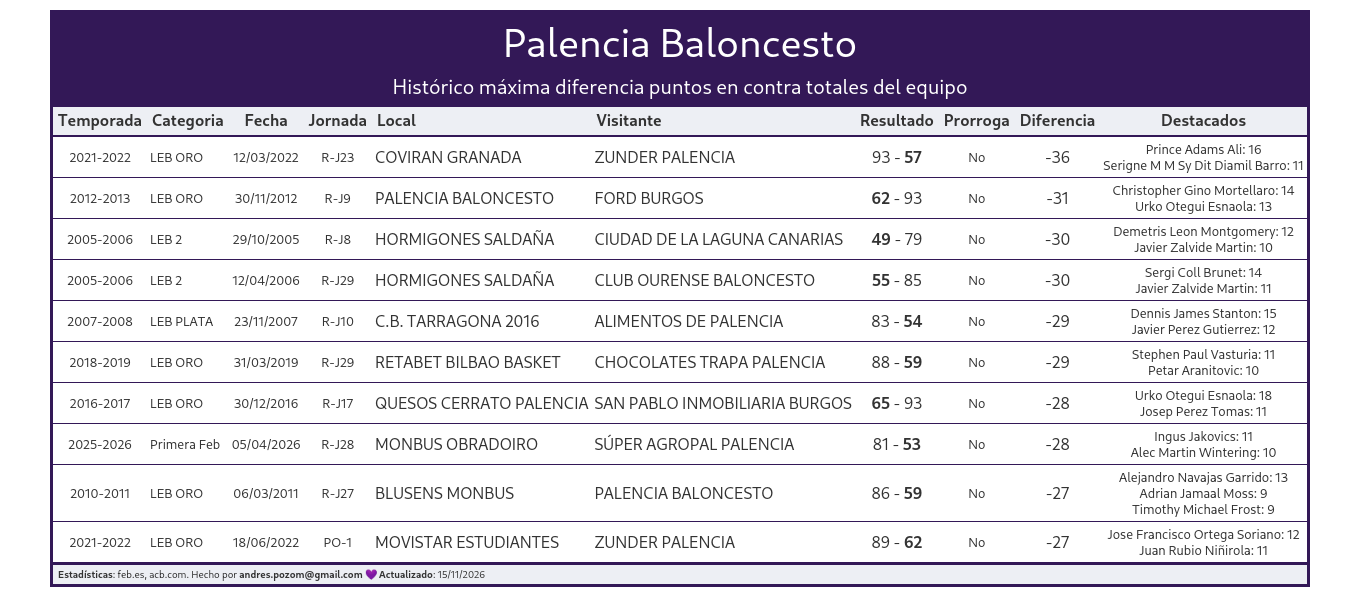 Palencia Baloncesto
Histórico máxima diferencia puntos en contra totales del equipo
Temporada Categoria Fecha Jornada Local Visitante Resultado Prorroga Diferencia Destacados
2021-2022 LEB ORO 12/03/2022 R-J23 COVIRAN GRANADA ZUNDER PALENCIA 93 - 57 No -36 Prince Adams Ali: 16
Serigne M M Sy Dit Diamil Barro: 11
2012-2013 LEB ORO 30/11/2012 R-J9 PALENCIA BALONCESTO FORD BURGOS 62 - 93 No -31 Christopher Gino Mortellaro: 14
Urko Otegui Esnaola: 13
2005-2006 LEB 2 29/10/2005 R-J8 HORMIGONES SALDAÑA CIUDAD DE LA LAGUNA CANARIAS 49 - 79 No -30 Demetris Leon Montgomery: 12
Javier Zalvide Martin: 10
2005-2006 LEB 2 12/04/2006 R-J29 HORMIGONES SALDAÑA CLUB OURENSE BALONCESTO 55 - 85 No -30 Sergi Coll Brunet: 14
Javier Zalvide Martin: 11
2007-2008 LEB PLATA 23/11/2007 R-J10 C.B. TARRAGONA 2016 ALIMENTOS DE PALENCIA 83 - 54 No -29 Dennis James Stanton: 15
Javier Perez Gutierrez: 12
2018-2019 LEB ORO 31/03/2019 R-J29 RETABET BILBAO BASKET CHOCOLATES TRAPA PALENCIA 88 - 59 No -29 Stephen Paul Vasturia: 11
Petar Aranitovic: 10
2016-2017 LEB ORO 30/12/2016 R-J17 QUESOS CERRATO PALENCIA SAN PABLO INMOBILIARIA BURGOS 65 - 93 No -28 Urko Otegui Esnaola: 18
Josep Perez Tomas: 11
2025-2026 Primera Feb 05/04/2026 R-J28 MONBUS OBRADOIRO SÚPER AGROPAL PALENCIA 81 - 53 No -28 Ingus Jakovics: 11
Alec Martin Wintering: 10
2010-2011 LEB ORO 06/03/2011 R-J27 BLUSENS MONBUS PALENCIA BALONCESTO 86 - 59 No -27 Alejandro Navajas Garrido: 13
Adrian Jamaal Moss: 9
Timothy Michael Frost: 9
2021-2022 LEB ORO 18/06/2022 PO-1 MOVISTAR ESTUDIANTES ZUNDER PALENCIA 89 - 62 No -27 Jose Francisco Ortega Soriano: 12
Juan Rubio Niñirola: 11
Estadísticas: feb.es, acb.com. Hecho por andres.pozom@gmail.com 💜 Actualizado: 15/11/2026